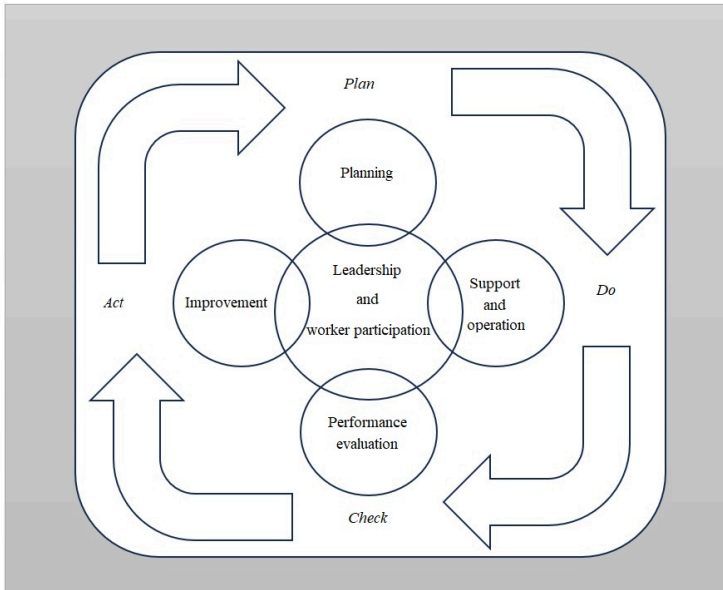 Plan
Planning
Leadership
and
worker participation
Improvement
Support
and
operation
Act
Do
Performance
evaluation
Check